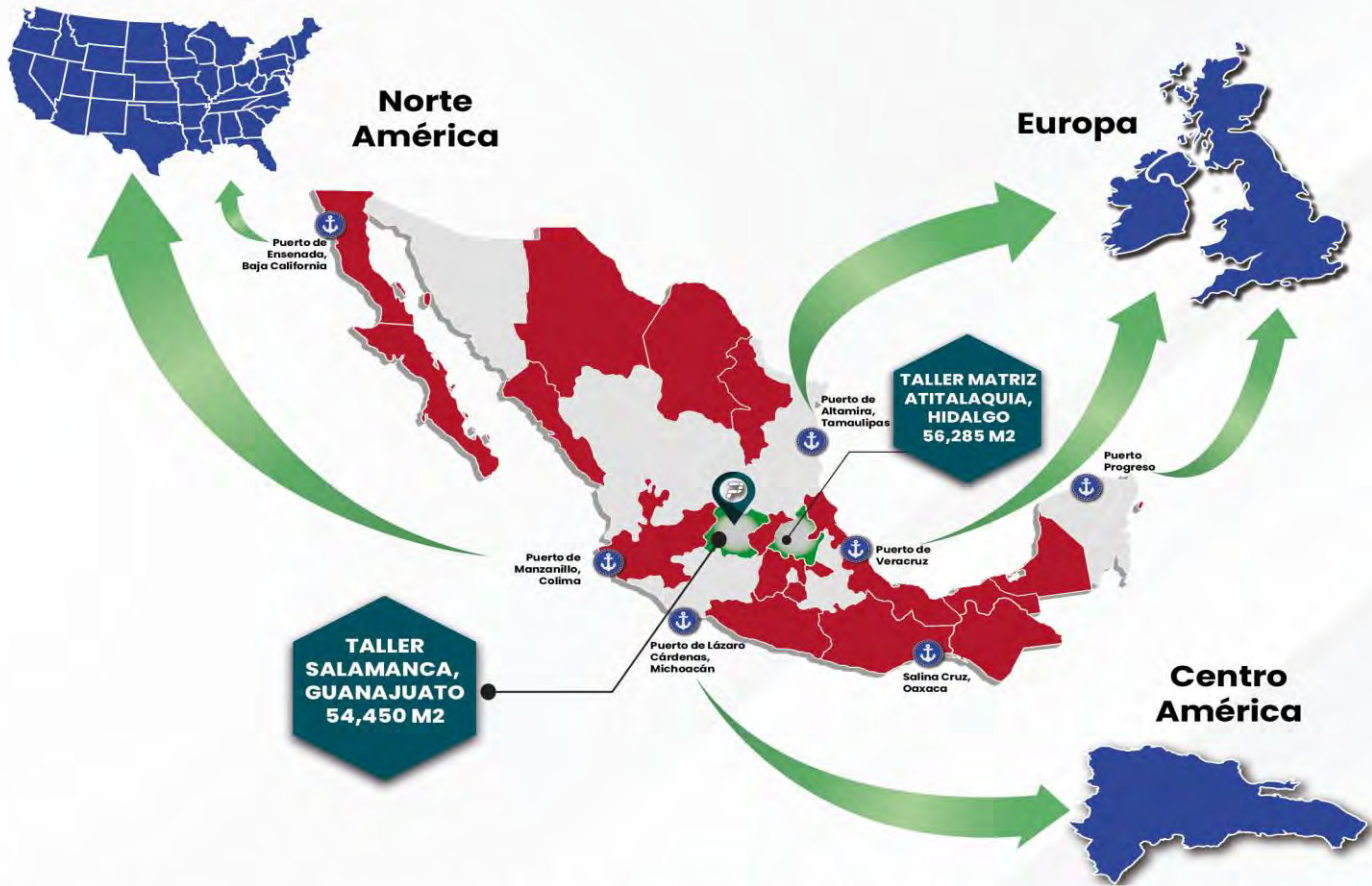 Norte
América
Europa
Puerto de
Ensenada,
Baja California
TALLER MATRIZ
ATITALAQUIA,
HIDALGO
56,285 M2
Puerto de
Altamira,
Tamaulipas
Puerto
Progreso
Puerto de
Manzanillo,
Colima
Puerto de
Veracruz
TALLER
SALAMANCA,
GUANAJUATO
54,450 M2
Puerto de Lázaro
Cárdenas,
Michoacán
Salina Cruz,
Oaxaca
Centro
América